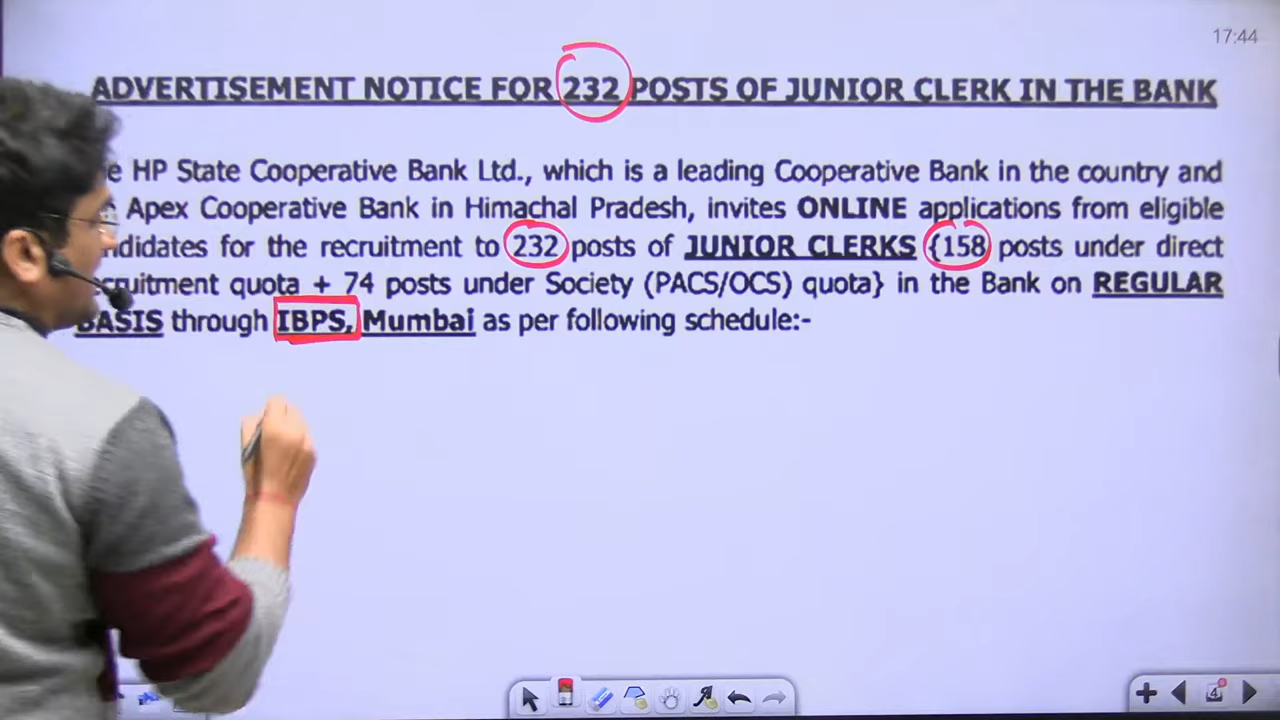 17:44
ADVERTISEMENT NOTICE FOR 232 POSTS OF JUNIOR CLERK IN THE BANK
HP State Cooperative Bank Ltd., which is a leading Cooperative Bank in the country and
Apex Cooperative Bank in Himachal Pradesh, invites ONLINE applications from eligible
didates for the recruitment to 232 posts of JUNIOR CLERKS {158 posts under direct
cruitment quota + 74 posts under Society (PACS/OCS) quota} in the Bank on REGULAR
BASIS through IBPS, Mumbai as per following schedule:-
4